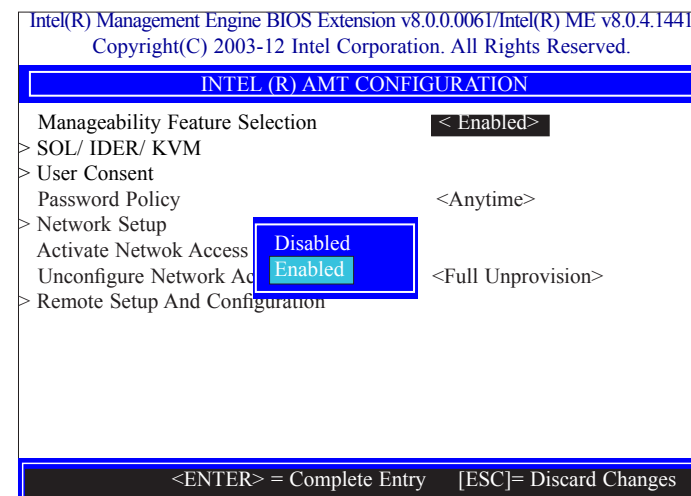 Intel(R) Management Engine BIOS Extension v8.0.0.0061/Intel(R) ME v8.0.4.1441
Copyright(C) 2003-12 Intel Corporation. All Rights Reserved.
INTEL (R) AMT CONFIGURATION
Manageability Feature Selection < Enabled>
> SOL/ IDER/ KVM
> User Consent
Password Policy <Anytime>
> Network Setup
Activate Netwok Access
Unconfigure Network Ac <Full Unprovision>
> Remote Setup And Configuration
Disabled
Enabled
<ENTER> = Complete Entry [ESC]= Discard Changes